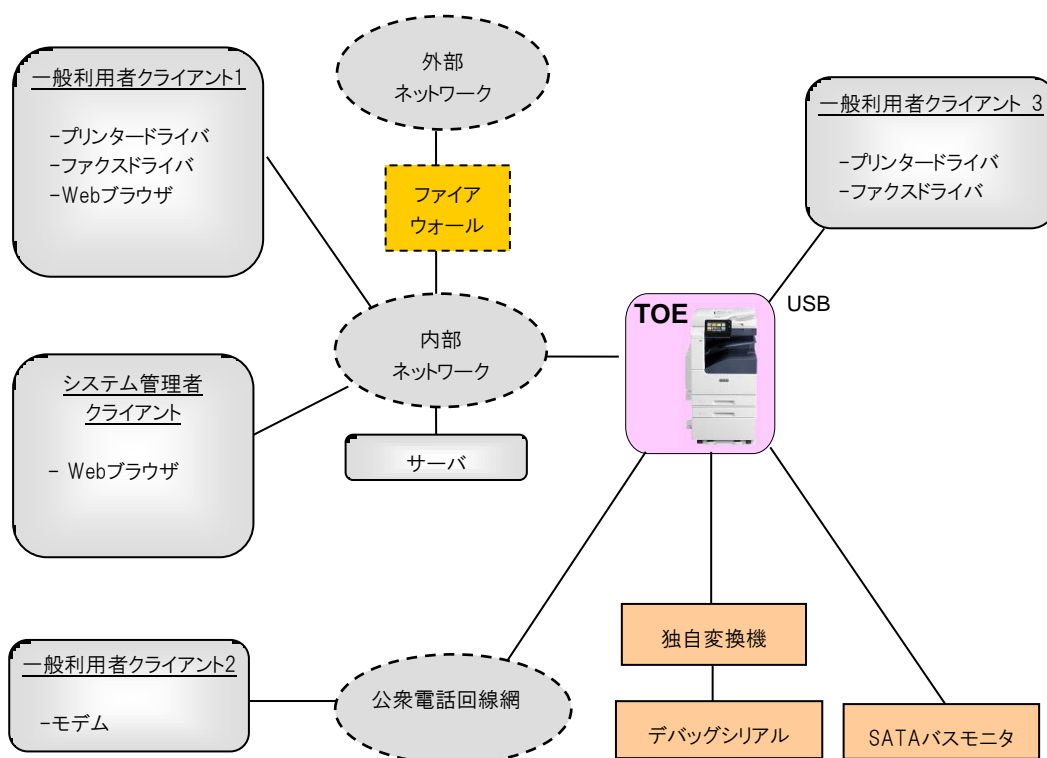 外部
ネットワーク
一般利用者クライアント1
-プリンタードライバ
-ファクスドライバ
-Webブラウザ
一般利用者クライアント 3
-プリンタードライバ
-ファクスドライバ
ファイア
ウォール
TOE
USB
内部
ネットワーク
システム管理者
クライアント
- Webブラウザ
サーバ
独自変換機
一般利用者クライアント2
-モデム
公衆電話回線網
デバッグシリアル
SATAバスモニタ